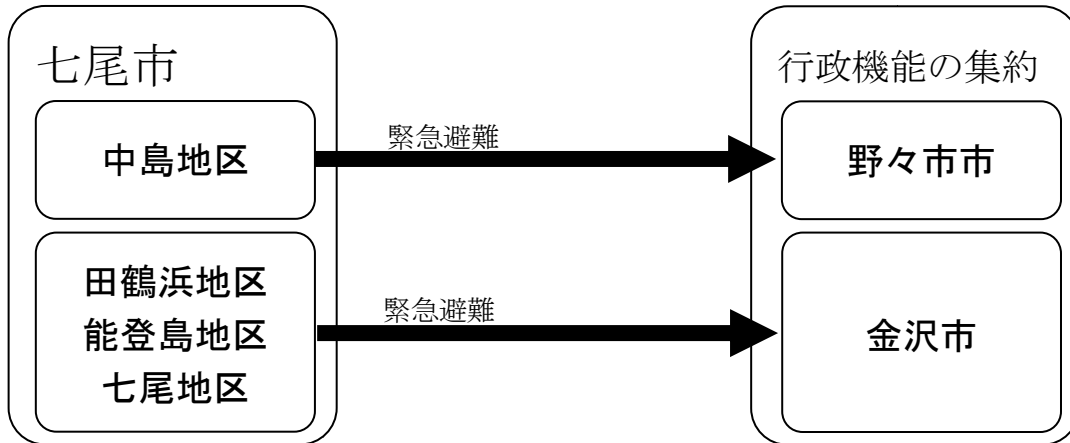 七尾市
中島地区
田鶴浜地区
能登島地区
七尾地区
緊急避難
緊急避難
行政機能の集約
野々市市
金沢市